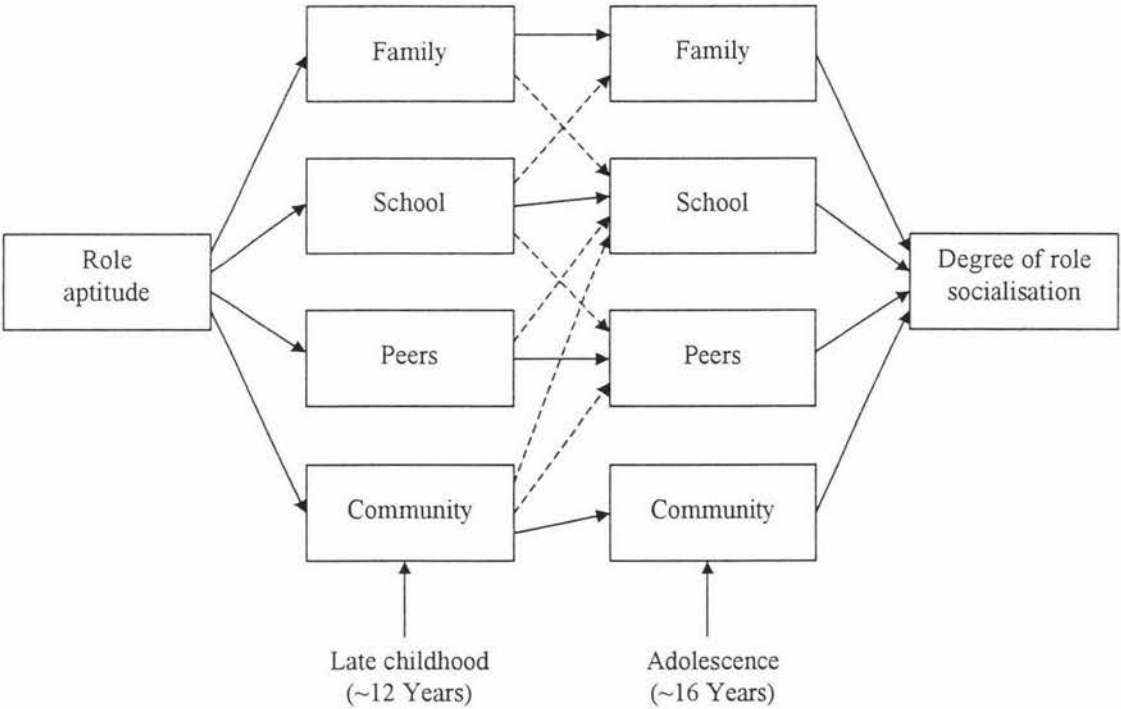 Family
Family
School
School
Role
aptitude
Degree of role
socialisation
Peers
Peers
Community
Community
Late childhood
(~12 Years)
Adolescence
(~16 Years)